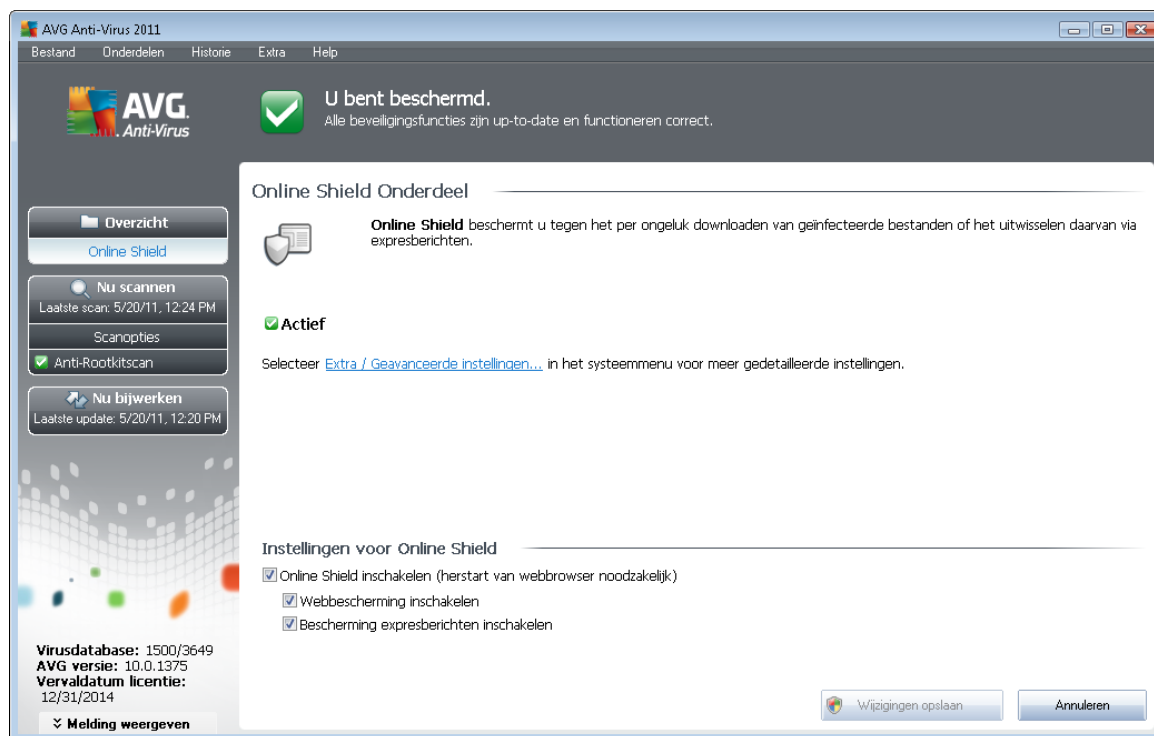 AVG Anti-Virus 2011
Bestand Onderdelen Historie Extra Help
AVG.
Anti-Virus
U bent beschermd.
Alle beveiligingsfuncties zijn up-to-date en functioneren correct.
Overzicht
Online Shield
Nu scannen
Laatste scan: 5/20/11, 12:24 PM
Scanopties
Anti-Rootkitscan
Nu bijwerken
Laatste update: 5/20/11, 12:20 PM
Virusdatabase: 1500/3649
AVG versie: 10.0.1375
Vervaldatum licentie:
12/31/2014
Melding weergeven
Online Shield Onderdeel
Online Shield beschermt u tegen het per ongeluk downloaden van geïnfecteerde bestanden of het uitwisselen daarvan via
expresberichten.
Actief
Selecteer Extra / Geavanceerde instellingen... in het systeemmenu voor meer gedetailleerde instellingen.
Instellingen voor Online Shield
Online Shield inschakelen (herstart van webbrowser noodzakelijk)
Webbescherming inschakelen
Bescherming expresberichten inschakelen
Wijzigingen opslaan
Annuleren